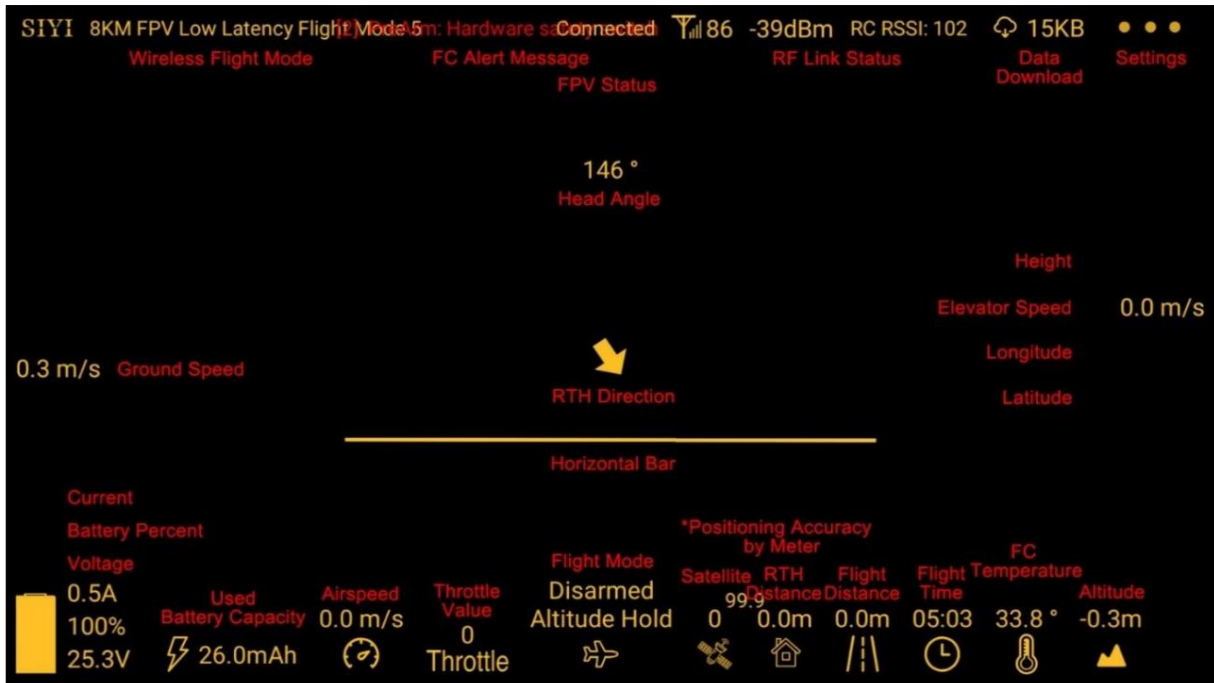 SIYI 8KM FPV Low Latency Flight Mode 5 Connected 86 -39dBm RC RSSI: 102 15KB
Arm: Hardware
Wireless Flight Mode FC Alert Message RF Link Status Data Download Settings
FPV Status
146 °
Head Angle
Height
Elevator Speed 0.0 m/s
Longitude
0.3 m/s Ground Speed
RTH Direction
Latitude
Horizontal Bar
Current
Battery Percent
Voltage
*Positioning Accuracy
by Meter
Flight Mode
0.5A
100%
25.3V
Used
Battery Capacity
26.0mAh
Airspeed
0.0 m/s
Throttle
Value
0
Throttle
Disarmed
Altitude Hold
Satellite
99.9
0
RTH
Distance
0.0m
Flight
Distance
0.0m
Flight
Time
05:03
FC
Temperature
33.8 °
Altitude
-0.3m